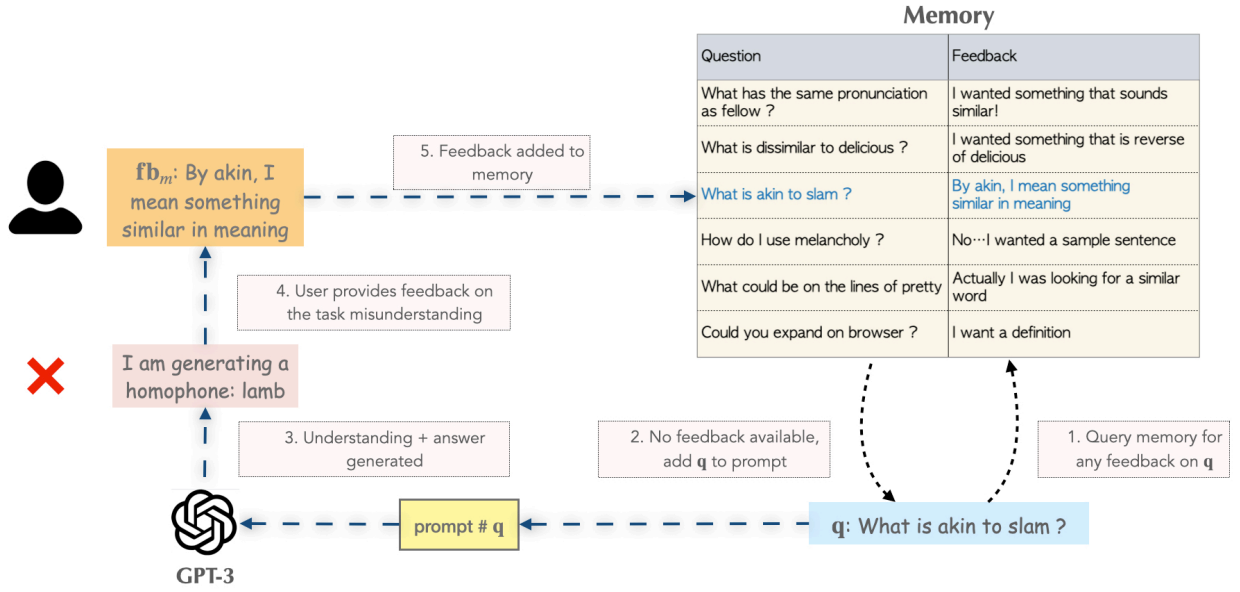 Memory
Question
Feedback
What has the same pronunciation
as fellow ?
I wanted something that sounds
similar!
What is dissimilar to delicious ?
I wanted something that is reverse
of delicious
What is akin to slam ?
By akin, I mean something
similar in meaning
How do I use melancholy ?
No⋯I wanted a sample sentence
What could be on the lines of pretty
Actually I was looking for a similar
word
Could you expand on browser ?
I want a definition
5. Feedback added to
memory
fbₘ: By akin, I
mean something
similar in meaning
4. User provides feedback on
the task misunderstanding
I am generating a
homophone: lamb
3. Understanding + answer
generated
2. No feedback available,
add q to prompt
1. Query memory for
any feedback on q
prompt # q
q: What is akin to slam ?
GPT-3